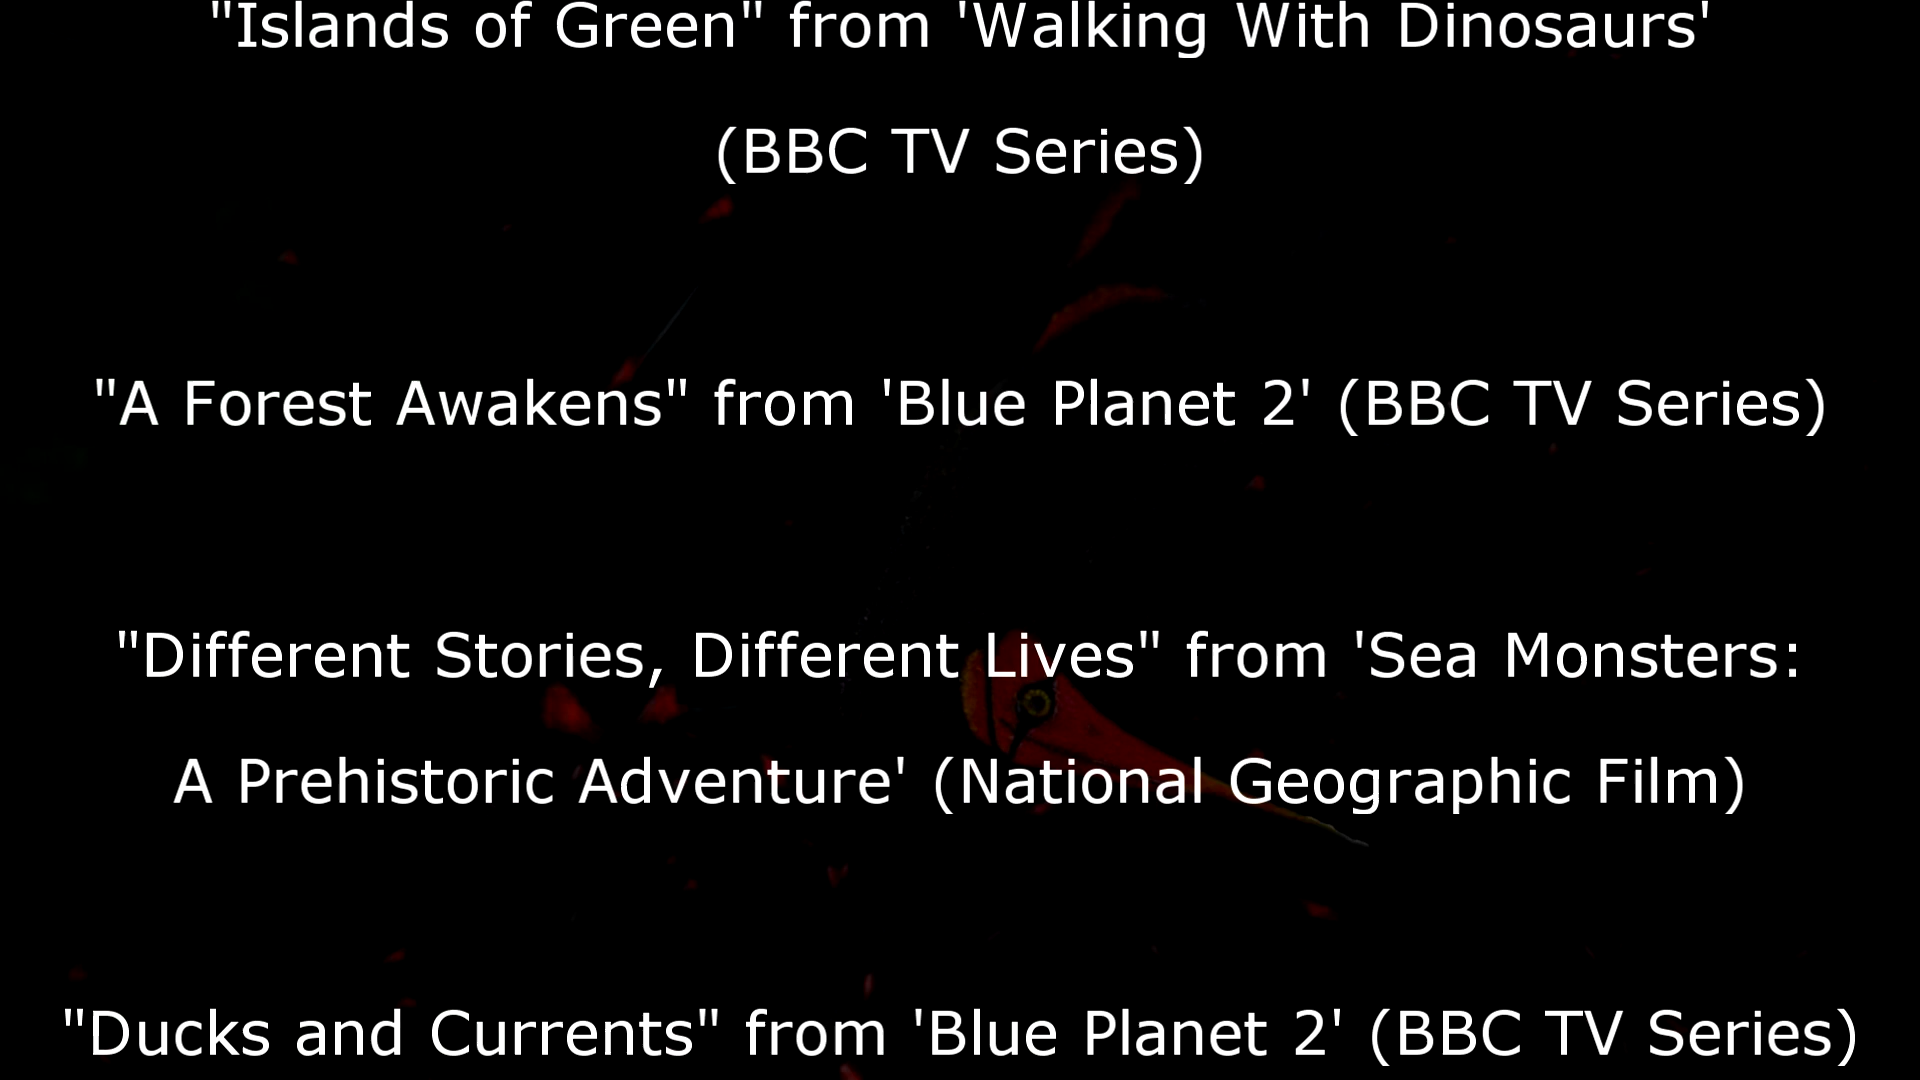 "Islands of Green" from 'Walking With Dinosaurs'
(BBC TV Series)
"A Forest Awakens" from 'Blue Planet 2' (BBC TV Series)
"Different Stories, Different Lives" from 'Sea Monsters:
A Prehistoric Adventure' (National Geographic Film)
"Ducks and Currents" from 'Blue Planet 2' (BBC TV Series)